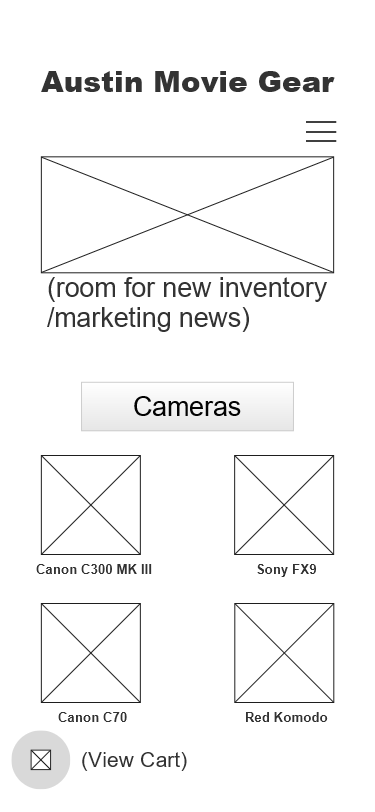 Austin Movie Gear
(room for new inventory
/marketing news)
Cameras
Canon C300 MK III
Sony FX9
Canon C70
Red Komodo
(View Cart)